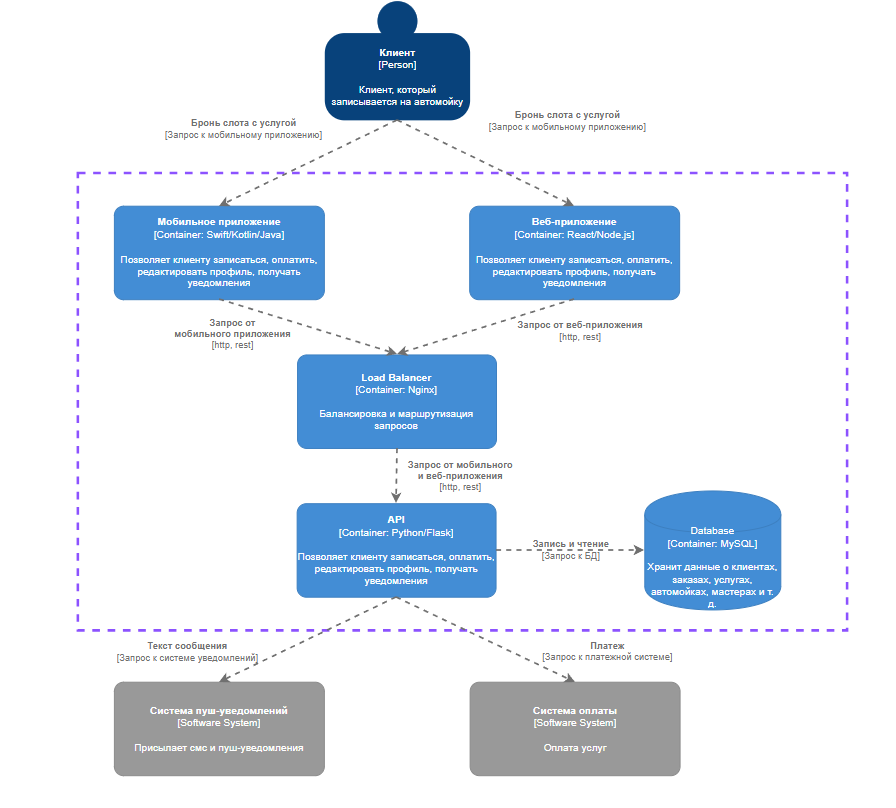 Клиент
[Person]
Клиент, который
записывается на автомойку
Бронь слота с услугой
[Запрос к мобильному приложению]
Бронь слота с услугой
[Запрос к мобильному приложению]
Мобильное приложение
[Container: Swift/Kotlin/Java]
Позволяет клиенту записаться, оплатить,
редактировать профиль, получать
уведомления
Веб-приложение
[Container: React/Node.js]
Позволяет клиенту записаться, оплатить,
редактировать профиль, получать
уведомления
Запрос от
мобильного приложения
[http, rest]
Запрос от веб-приложения
[http, rest]
Load Balancer
[Container: Nginx]
Балансировка и маршрутизация
запросов
Запрос от мобильного
и веб-приложения
[http, rest]
API
[Container: Python/Flask]
Позволяет клиенту записаться, оплатить,
редактировать профиль, получать
уведомления
Запись и чтение
[Запрос к БД]
Database
[Container: MySQL]
Хранит данные о клиентах,
заказах, услугах,
автомойках, мастерах и т.
д.
Текст сообщения
[Запрос к системе уведомлений]
Платеж
[Запрос к платежной системе]
Система пуш-уведомлений
[Software System]
Присылает смс и пуш-уведомления
Система оплаты
[Software System]
Оплата услуг